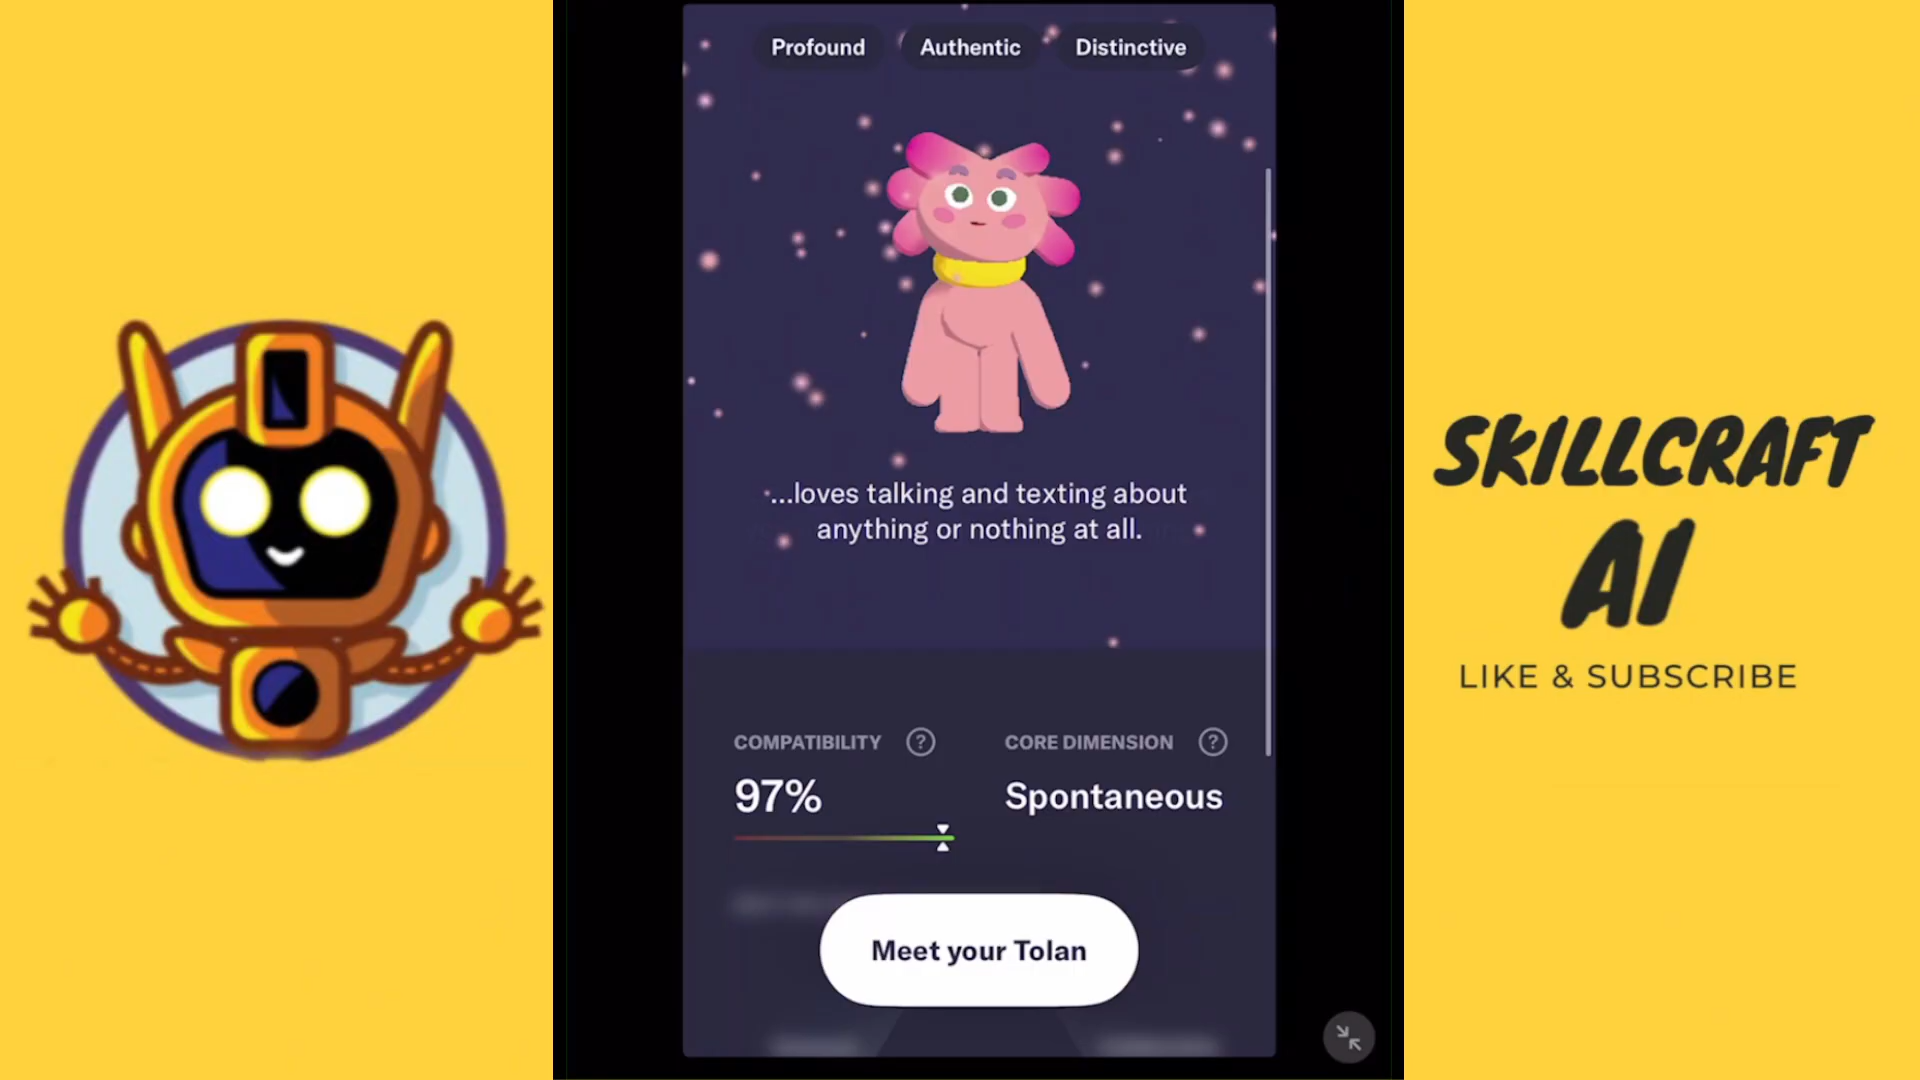 Profound
Authentic
Distinctive
...loves talking and texting about
anything or nothing at all.
COMPATIBILITY ?
CORE DIMENSION ?
97%
Spontaneous
Meet your Tolan
SKILLCRAFT
AI
LIKE & SUBSCRIBE